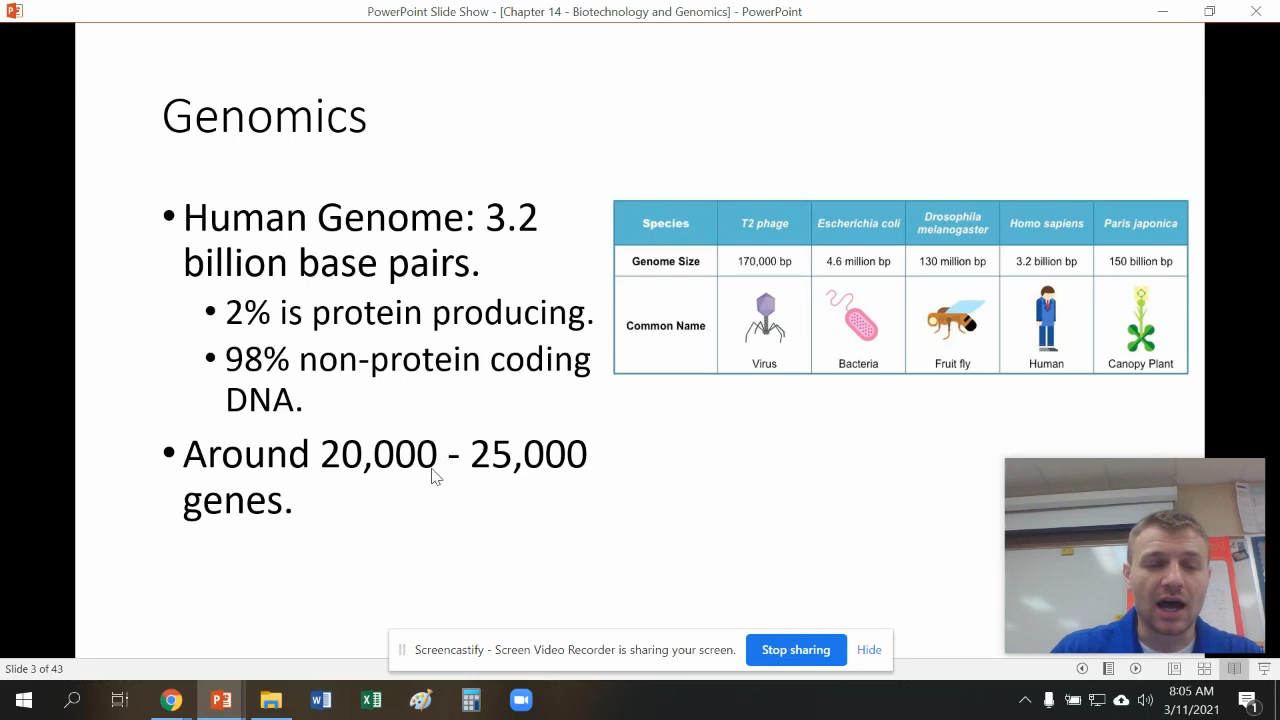 PowerPoint Slide Show - [Chapter 14 - Biotechnology and Genomics] - PowerPoint
Genomics
• Human Genome: 3.2
billion base pairs.
• 2% is protein producing.
• 98% non-protein coding
DNA.
• Around 20,000 - 25,000
genes.
Species T2 phage Escherichia coli Drosophila melanogaster Homo sapiens Paris japonica
Genome Size 170,000 bp 4.6 million bp 130 million bp 3.2 billion bp 150 billion bp
Common Name Virus Bacteria Fruit fly Human Canopy Plant
Screencastify - Screen Video Recorder is sharing your screen. Stop sharing Hide
Slide 3 of 43
8:05 AM
3/11/2021
1